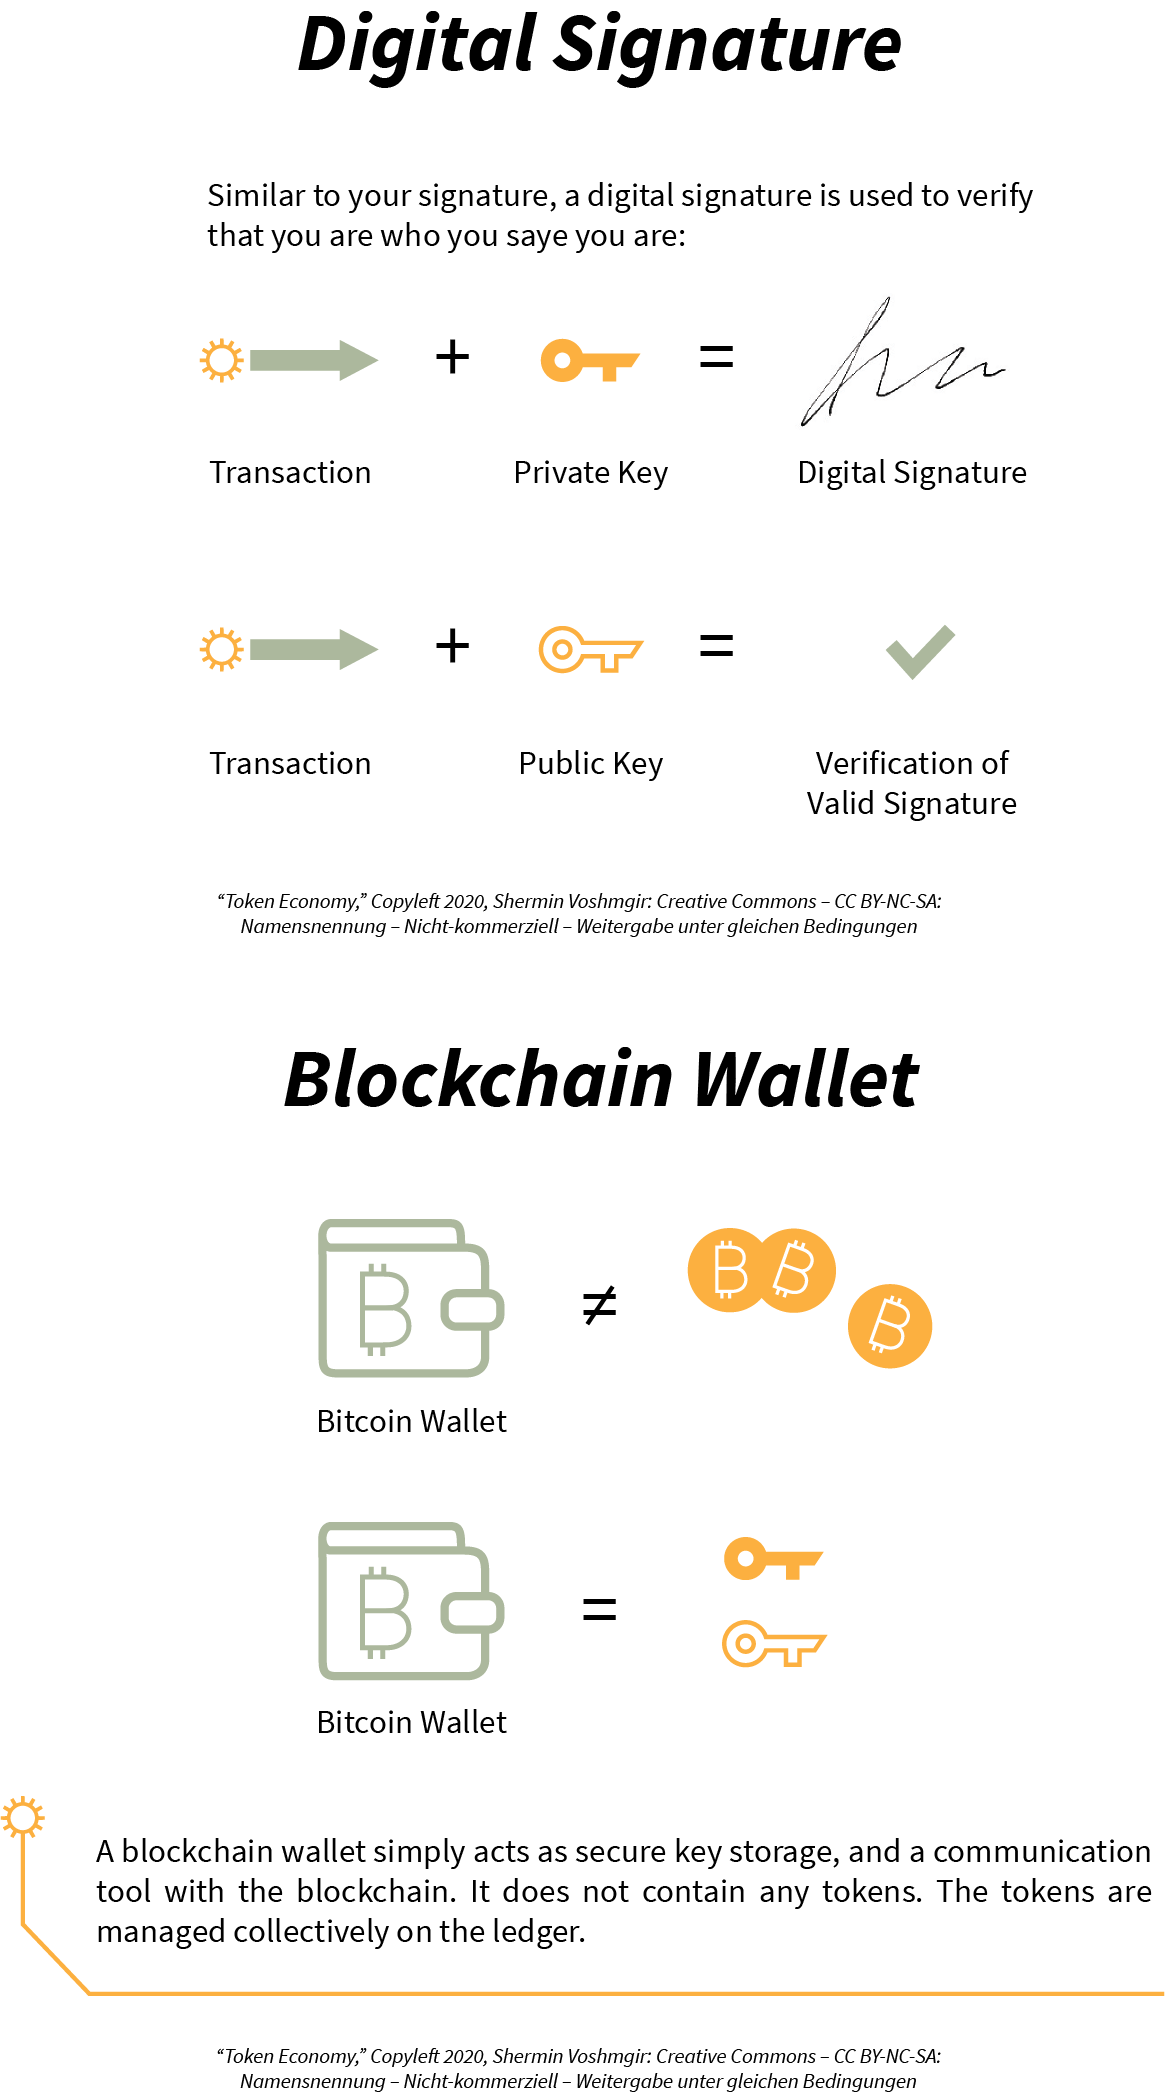 Digital Signature
Similar to your signature, a digital signature is used to verify
that you are who you saye you are:
+ =
Transaction Private Key Digital Signature
+ =
Transaction Public Key Verification of
Valid Signature
“Token Economy,” Copyleft 2020, Shermin Voshmgir: Creative Commons – CC BY-NC-SA:
Namensnennung – Nicht-kommerziell – Weitergabe unter gleichen Bedingungen
Blockchain Wallet
≠
Bitcoin Wallet
=
Bitcoin Wallet
A blockchain wallet simply acts as secure key storage, and a communication
tool with the blockchain. It does not contain any tokens. The tokens are
managed collectively on the ledger.
“Token Economy,” Copyleft 2020, Shermin Voshmgir: Creative Commons – CC BY-NC-SA:
Namensnennung – Nicht-kommerziell – Weitergabe unter gleichen Bedingungen